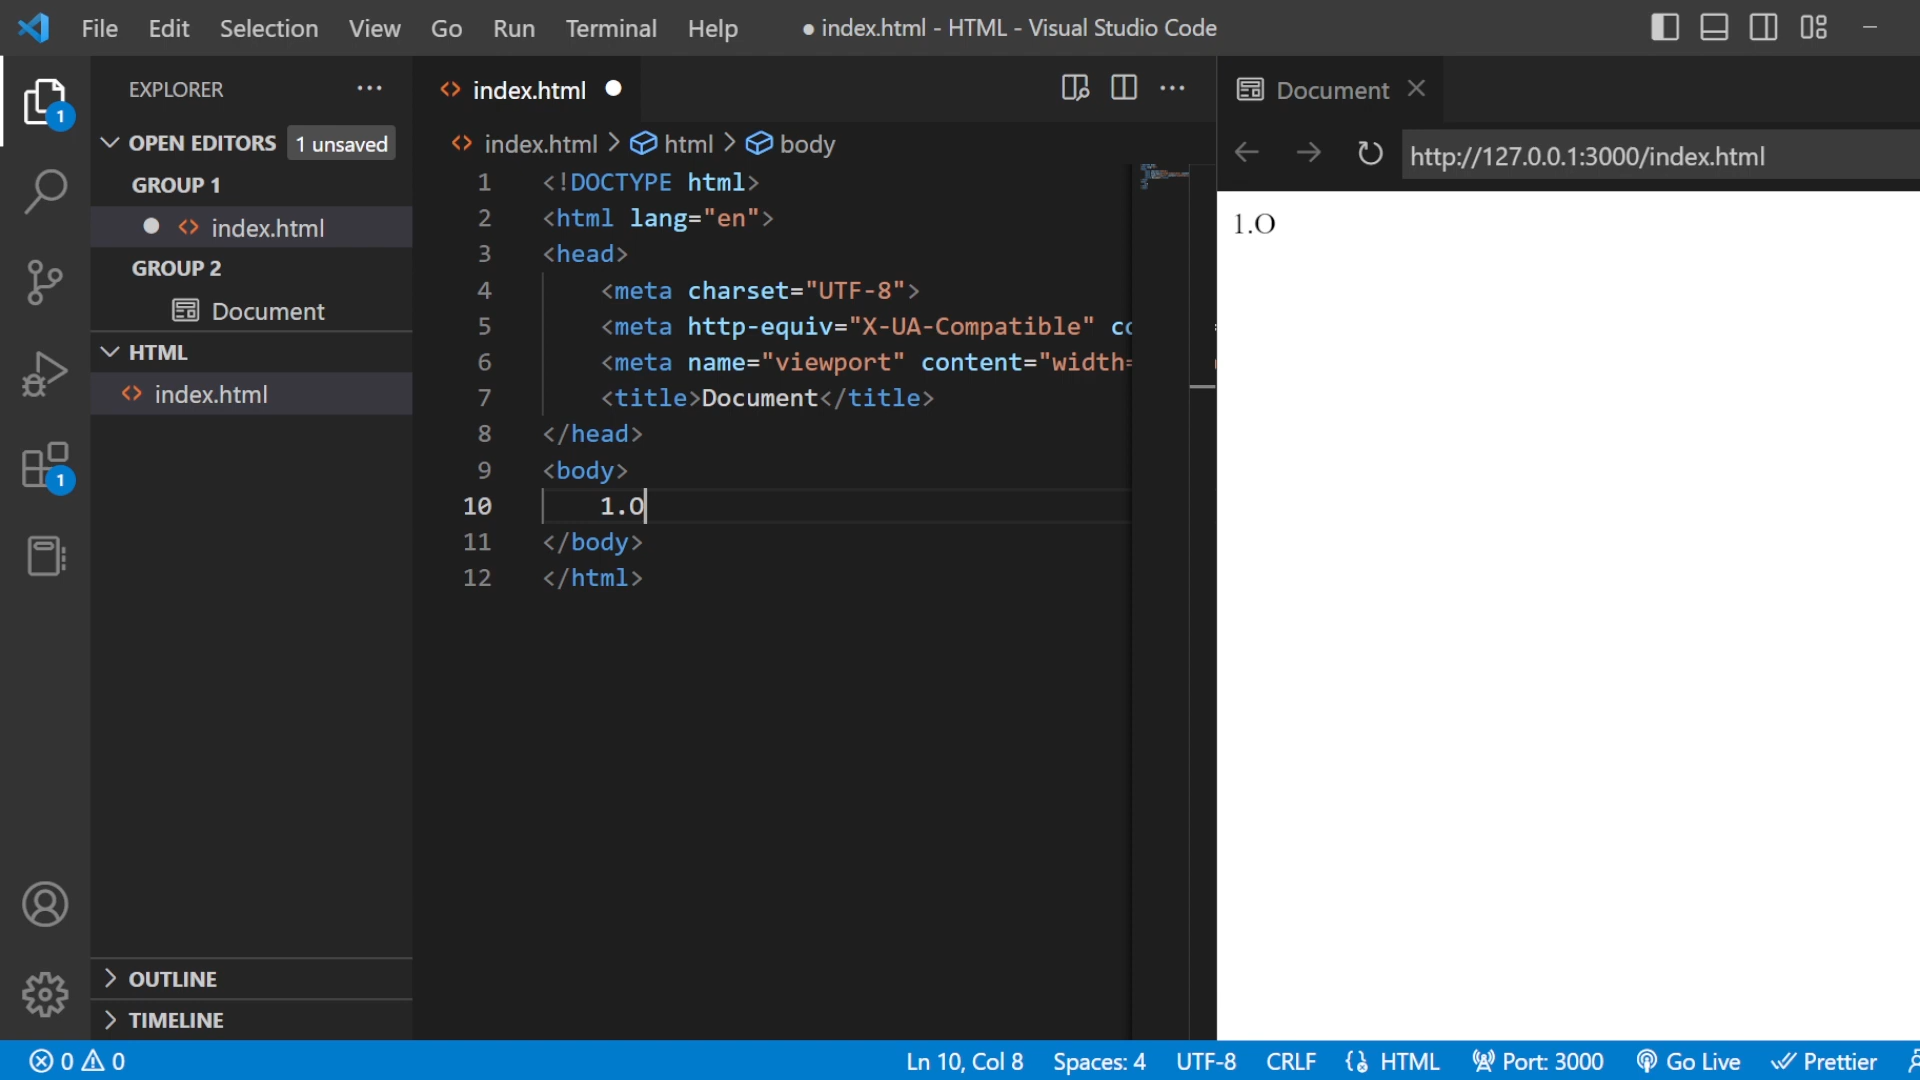 File Edit Selection View Go Run Terminal Help ● index.html - HTML - Visual Studio Code
EXPLORER ...
OPEN EDITORS 1 unsaved
GROUP 1
index.html
GROUP 2
Document
HTML
index.html
OUTLINE
TIMELINE
1
1
index.html
index.html > html > body
1 <!DOCTYPE html>
2 <html lang="en">
3 <head>
4 <meta charset="UTF-8">
5 <meta http-equiv="X-UA-Compatible" co
6 <meta name="viewport" content="width=
7 <title>Document</title>
8 </head>
9 <body>
10 1.O
11 </body>
12 </html>
Document
http://127.0.0.1:3000/index.html
1.O
0 0 Ln 10, Col 8 Spaces: 4 UTF-8 CRLF HTML Port: 3000 Go Live Prettier